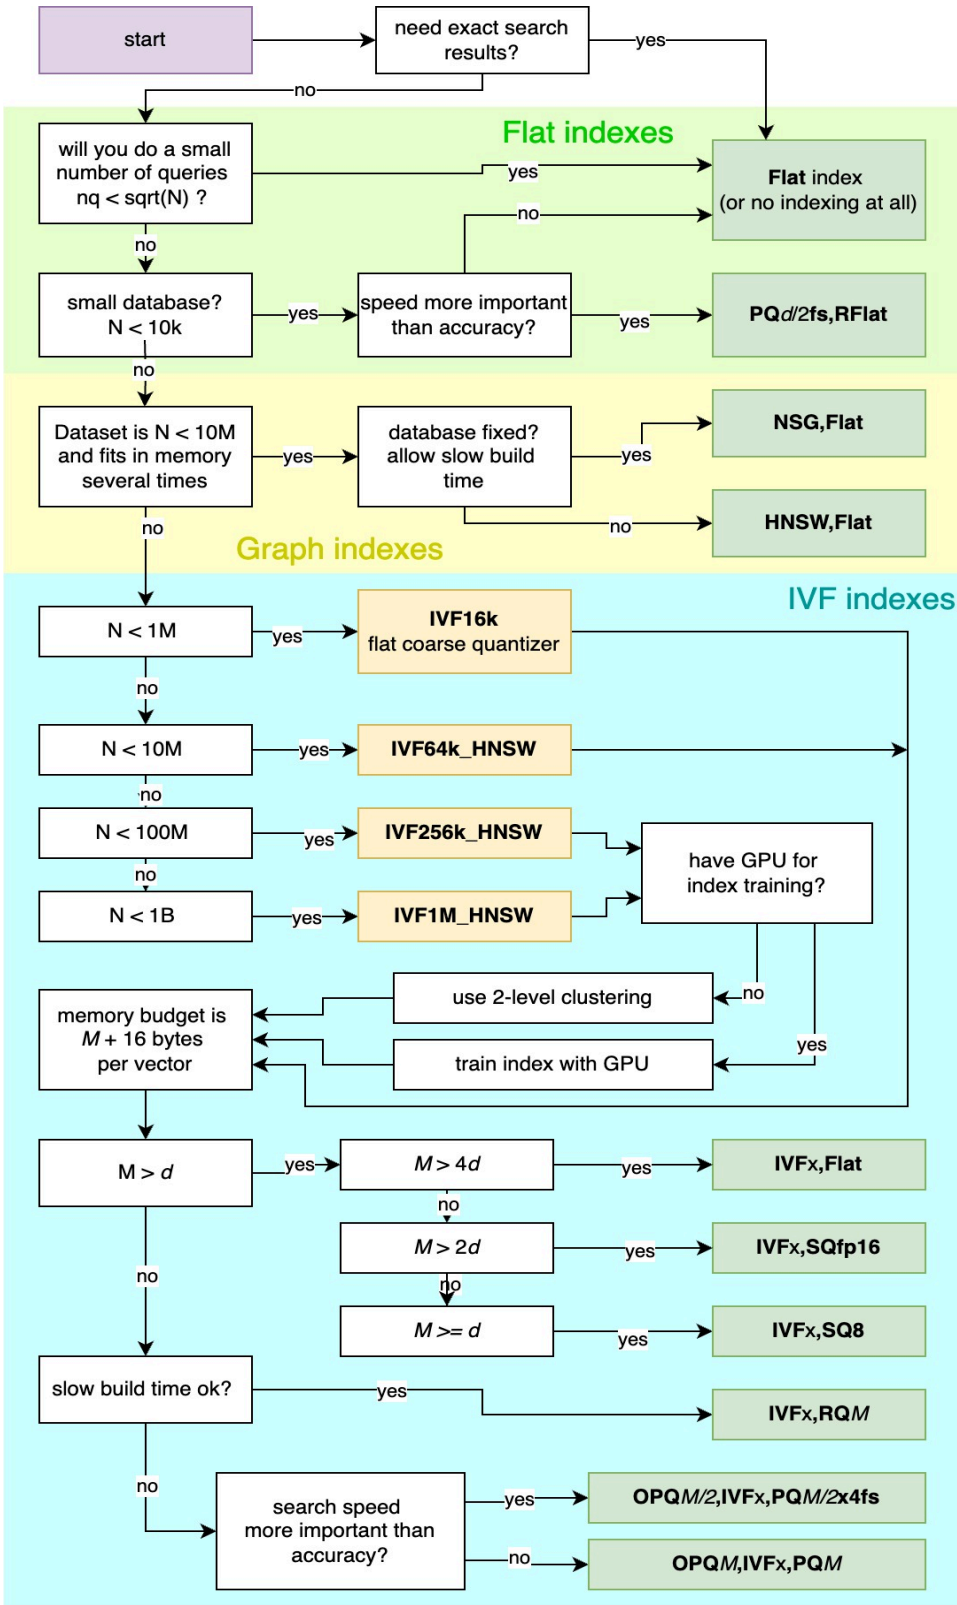 start
need exact search
results?
yes
no
Flat indexes
will you do a small
number of queries
nq < sqrt(N) ?
yes
Flat index
(or no indexing at all)
no
no
small database?
N < 10k
yes
speed more important
than accuracy?
yes
PQd/2fs,RFlat
no
Dataset is N < 10M
and fits in memory
several times
yes
database fixed?
allow slow build
time
yes
NSG,Flat
no
HNSW,Flat
no
Graph indexes
IVF indexes
N < 1M
yes
IVF16k
flat coarse quantizer
no
N < 10M
yes
IVF64k_HNSW
no
N < 100M
yes
IVF256k_HNSW
have GPU for
index training?
no
N < 1B
yes
IVF1M_HNSW
no
use 2-level clustering
memory budget is
M + 16 bytes
per vector
yes
train index with GPU
M > d
yes
M > 4d
yes
IVFx,Flat
no
M > 2d
yes
IVFx,SQfp16
no
no
M >= d
yes
IVFx,SQ8
slow build time ok?
yes
IVFx,RQM
no
search speed
more important than
accuracy?
yes
OPQM/2,IVFx,PQM/2x4fs
no
OPQM,IVFx,PQM